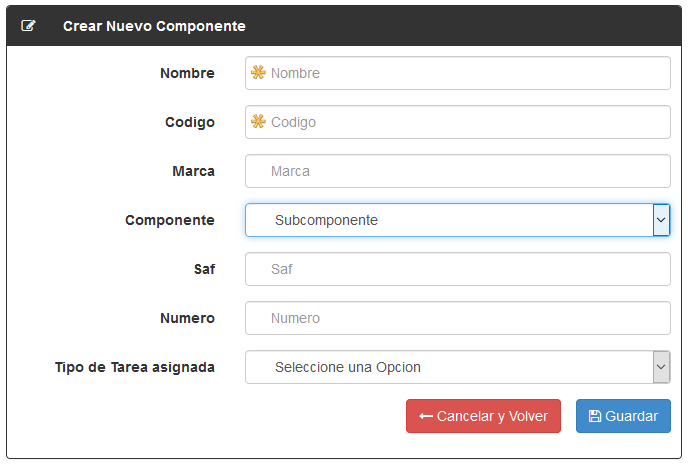 Crear Nuevo Componente
Nombre Nombre
Codigo Codigo
Marca Marca
Componente Subcomponente
Saf Saf
Numero Numero
Tipo de Tarea asignada Seleccione una Opcion
Cancelar y Volver Guardar